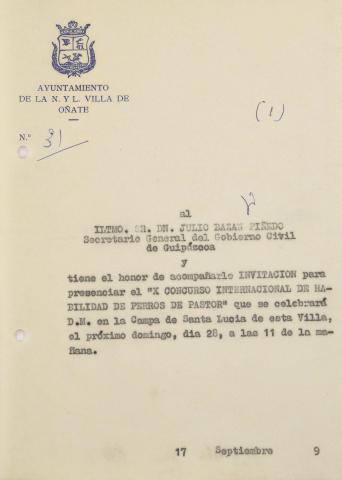 AYUNTAMIENTO
DE LA N. Y L. VILLA DE
OÑATE
(1)
N.º 31
al
ILTMO. SR. DN. JULIO BAZAN PIÑEDO
Secretario General del Gobierno Civil
de Guipúzcoa
y
tiene el honor de acompañarle INVITACION para
presenciar el "X CONCURSO INTERNACIONAL DE HA-
BILIDAD DE PERROS DE PASTOR" que se celebrará
D.M. en la Campa de Santa Lucia de esta Villa,
el próximo domingo, dia 28, a las 11 de la ma-
ñana.
17 Septiembre 9